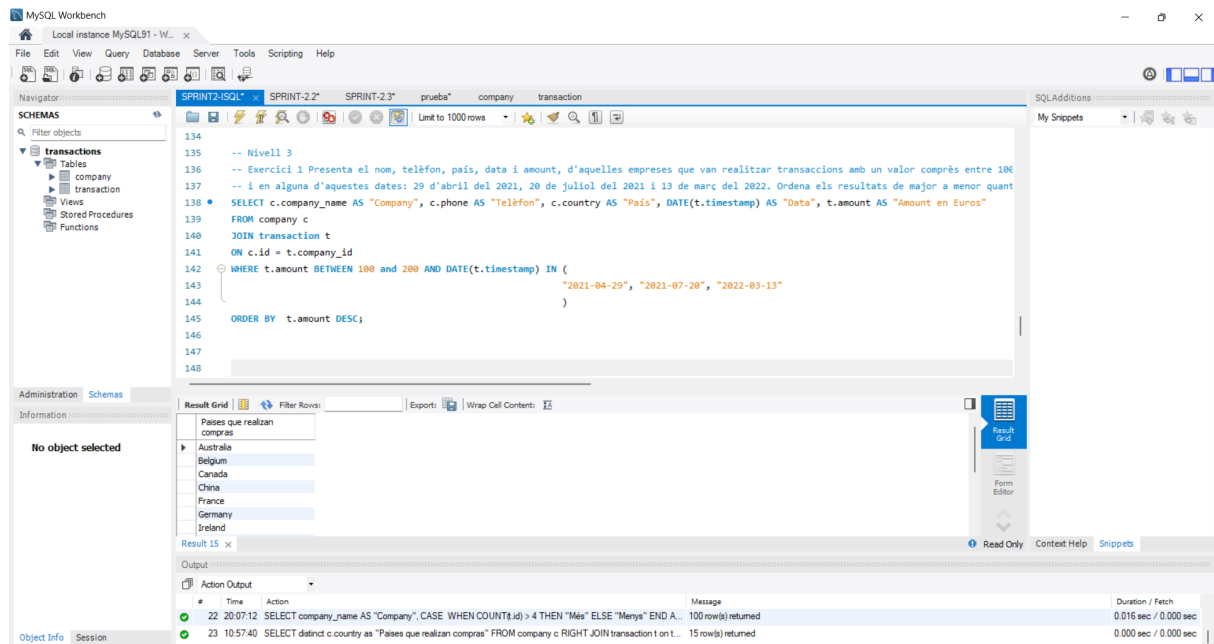 MySQL Workbench
Local instance MySQL91 - W...
File Edit View Query Database Server Tools Scripting Help
Navigator
SCHEMAS
Filter objects
transactions
Tables
company
transaction
Views
Stored Procedures
Functions
Administration Schemas
Information
No object selected
Object Info Session
SPRINT2-ISQL* SPRINT-2.2* SPRINT-2.3* prueba* company transaction
Limit to 1000 rows
134
135 -- Nivell 3
136 -- Exercici 1 Presenta el nom, telèfon, país, data i amount, d'aquelles empreses que van realitzar transaccions amb un valor comprès entre 100
137 -- i en alguna d'aquestes dates: 29 d'abril del 2021, 20 de juliol del 2021 i 13 de març del 2022. Ordena els resultats de major a menor quant
138 SELECT c.company_name AS "Company", c.phone AS "Telèfon", c.country AS "País", DATE(t.timestamp) AS "Data", t.amount AS "Amount en Euros"
139 FROM company c
140 JOIN transaction t
141 ON c.id = t.company_id
142 WHERE t.amount BETWEEN 100 and 200 AND DATE(t.timestamp) IN (
143 "2021-04-29", "2021-07-20", "2022-03-13"
144 )
145 ORDER BY t.amount DESC;
146
147
148
Result Grid Filter Rows: Export: Wrap Cell Content:
Paises que realizan
compras
Australia
Belgium
Canada
China
France
Germany
Ireland
Result
Grid
Form
Editor
Result 15 Read Only
Output
Action Output
# Time Action Message Duration / Fetch
22 20:07:12 SELECT company_name AS "Company", CASE WHEN COUNT(t.id) > 4 THEN "Més" ELSE "Menys" END A... 100 row(s) returned 0.016 sec / 0.000 sec
23 10:57:40 SELECT distinct c.country as "Paises que realizan compras" FROM company c RIGHT JOIN transaction t on t... 15 row(s) returned 0.000 sec / 0.000 sec
SQLAdditions
My Snippets
Context Help Snippets